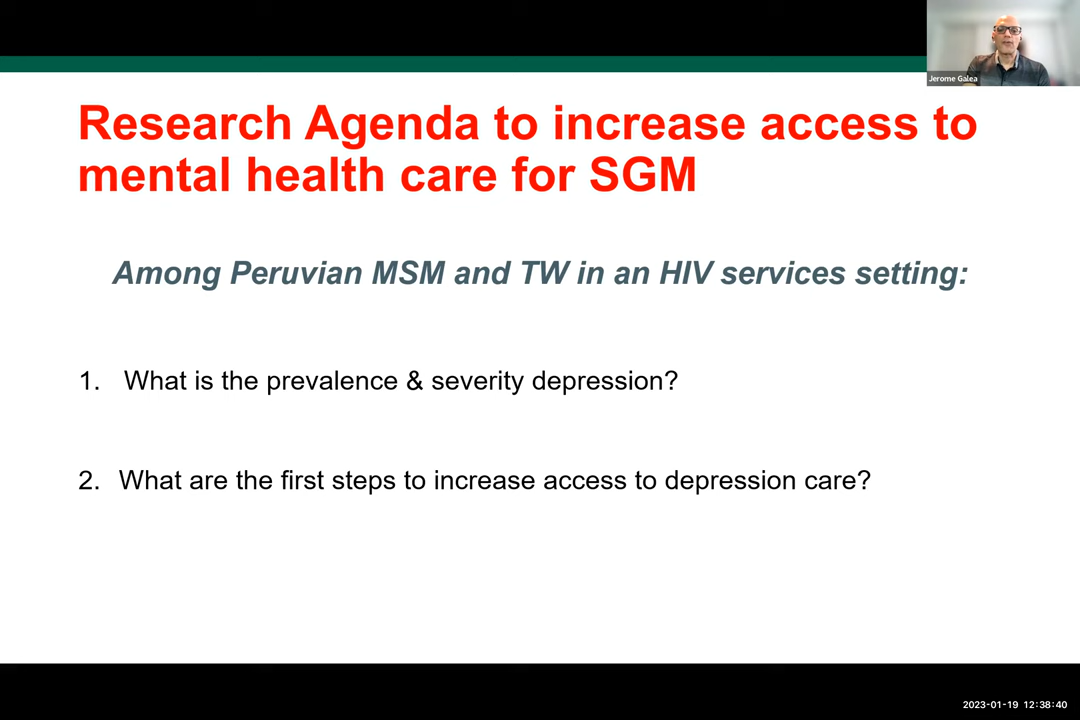 Jerome Galea
Research Agenda to increase access to
mental health care for SGM
Among Peruvian MSM and TW in an HIV services setting:
1. What is the prevalence & severity depression?
2. What are the first steps to increase access to depression care?
2023-01-19 12:38:40